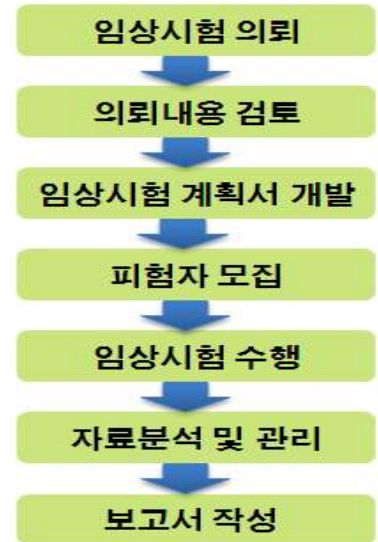 임상시험 의뢰
의뢰내용 검토
임상시험 계획서 개발
피험자 모집
임상시험 수행
자료분석 및 관리
보고서 작성